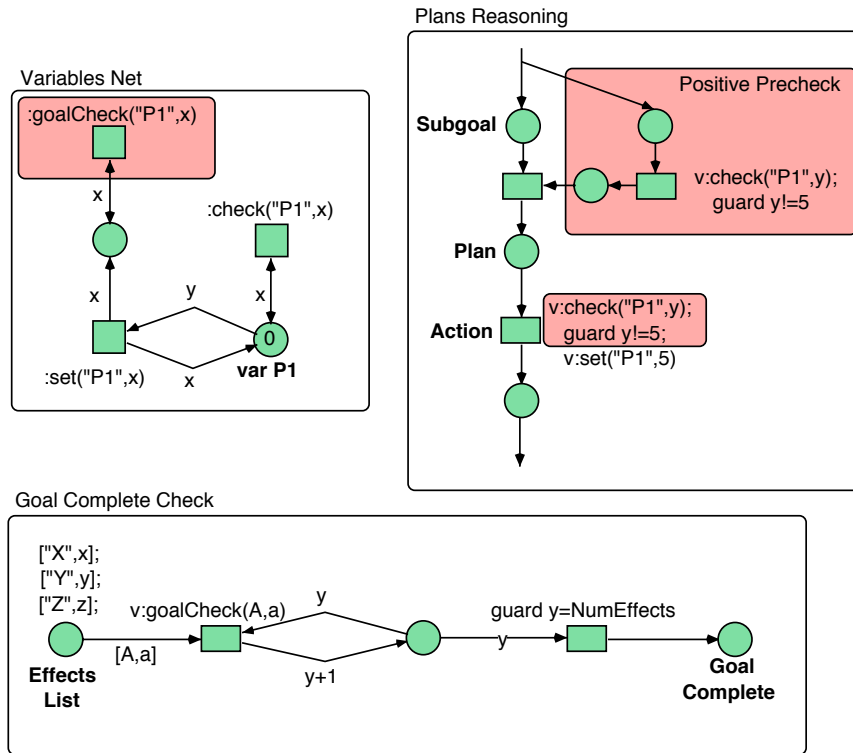 Plans Reasoning
Variables Net
:goalCheck("P1",x)
x
:check("P1",x)
x
y
x
0
:set("P1",x)
x
var P1
Positive Precheck
Subgoal
v:check("P1",y);
guard y!=5
Plan
Action
v:check("P1",y);
guard y!=5;
v:set("P1",5)
Goal Complete Check
["X",x];
["Y",y];
["Z",z];
v:goalCheck(A,a)
y
guard y=NumEffects
[A,a]
y
y+1
Effects
List
Goal
Complete